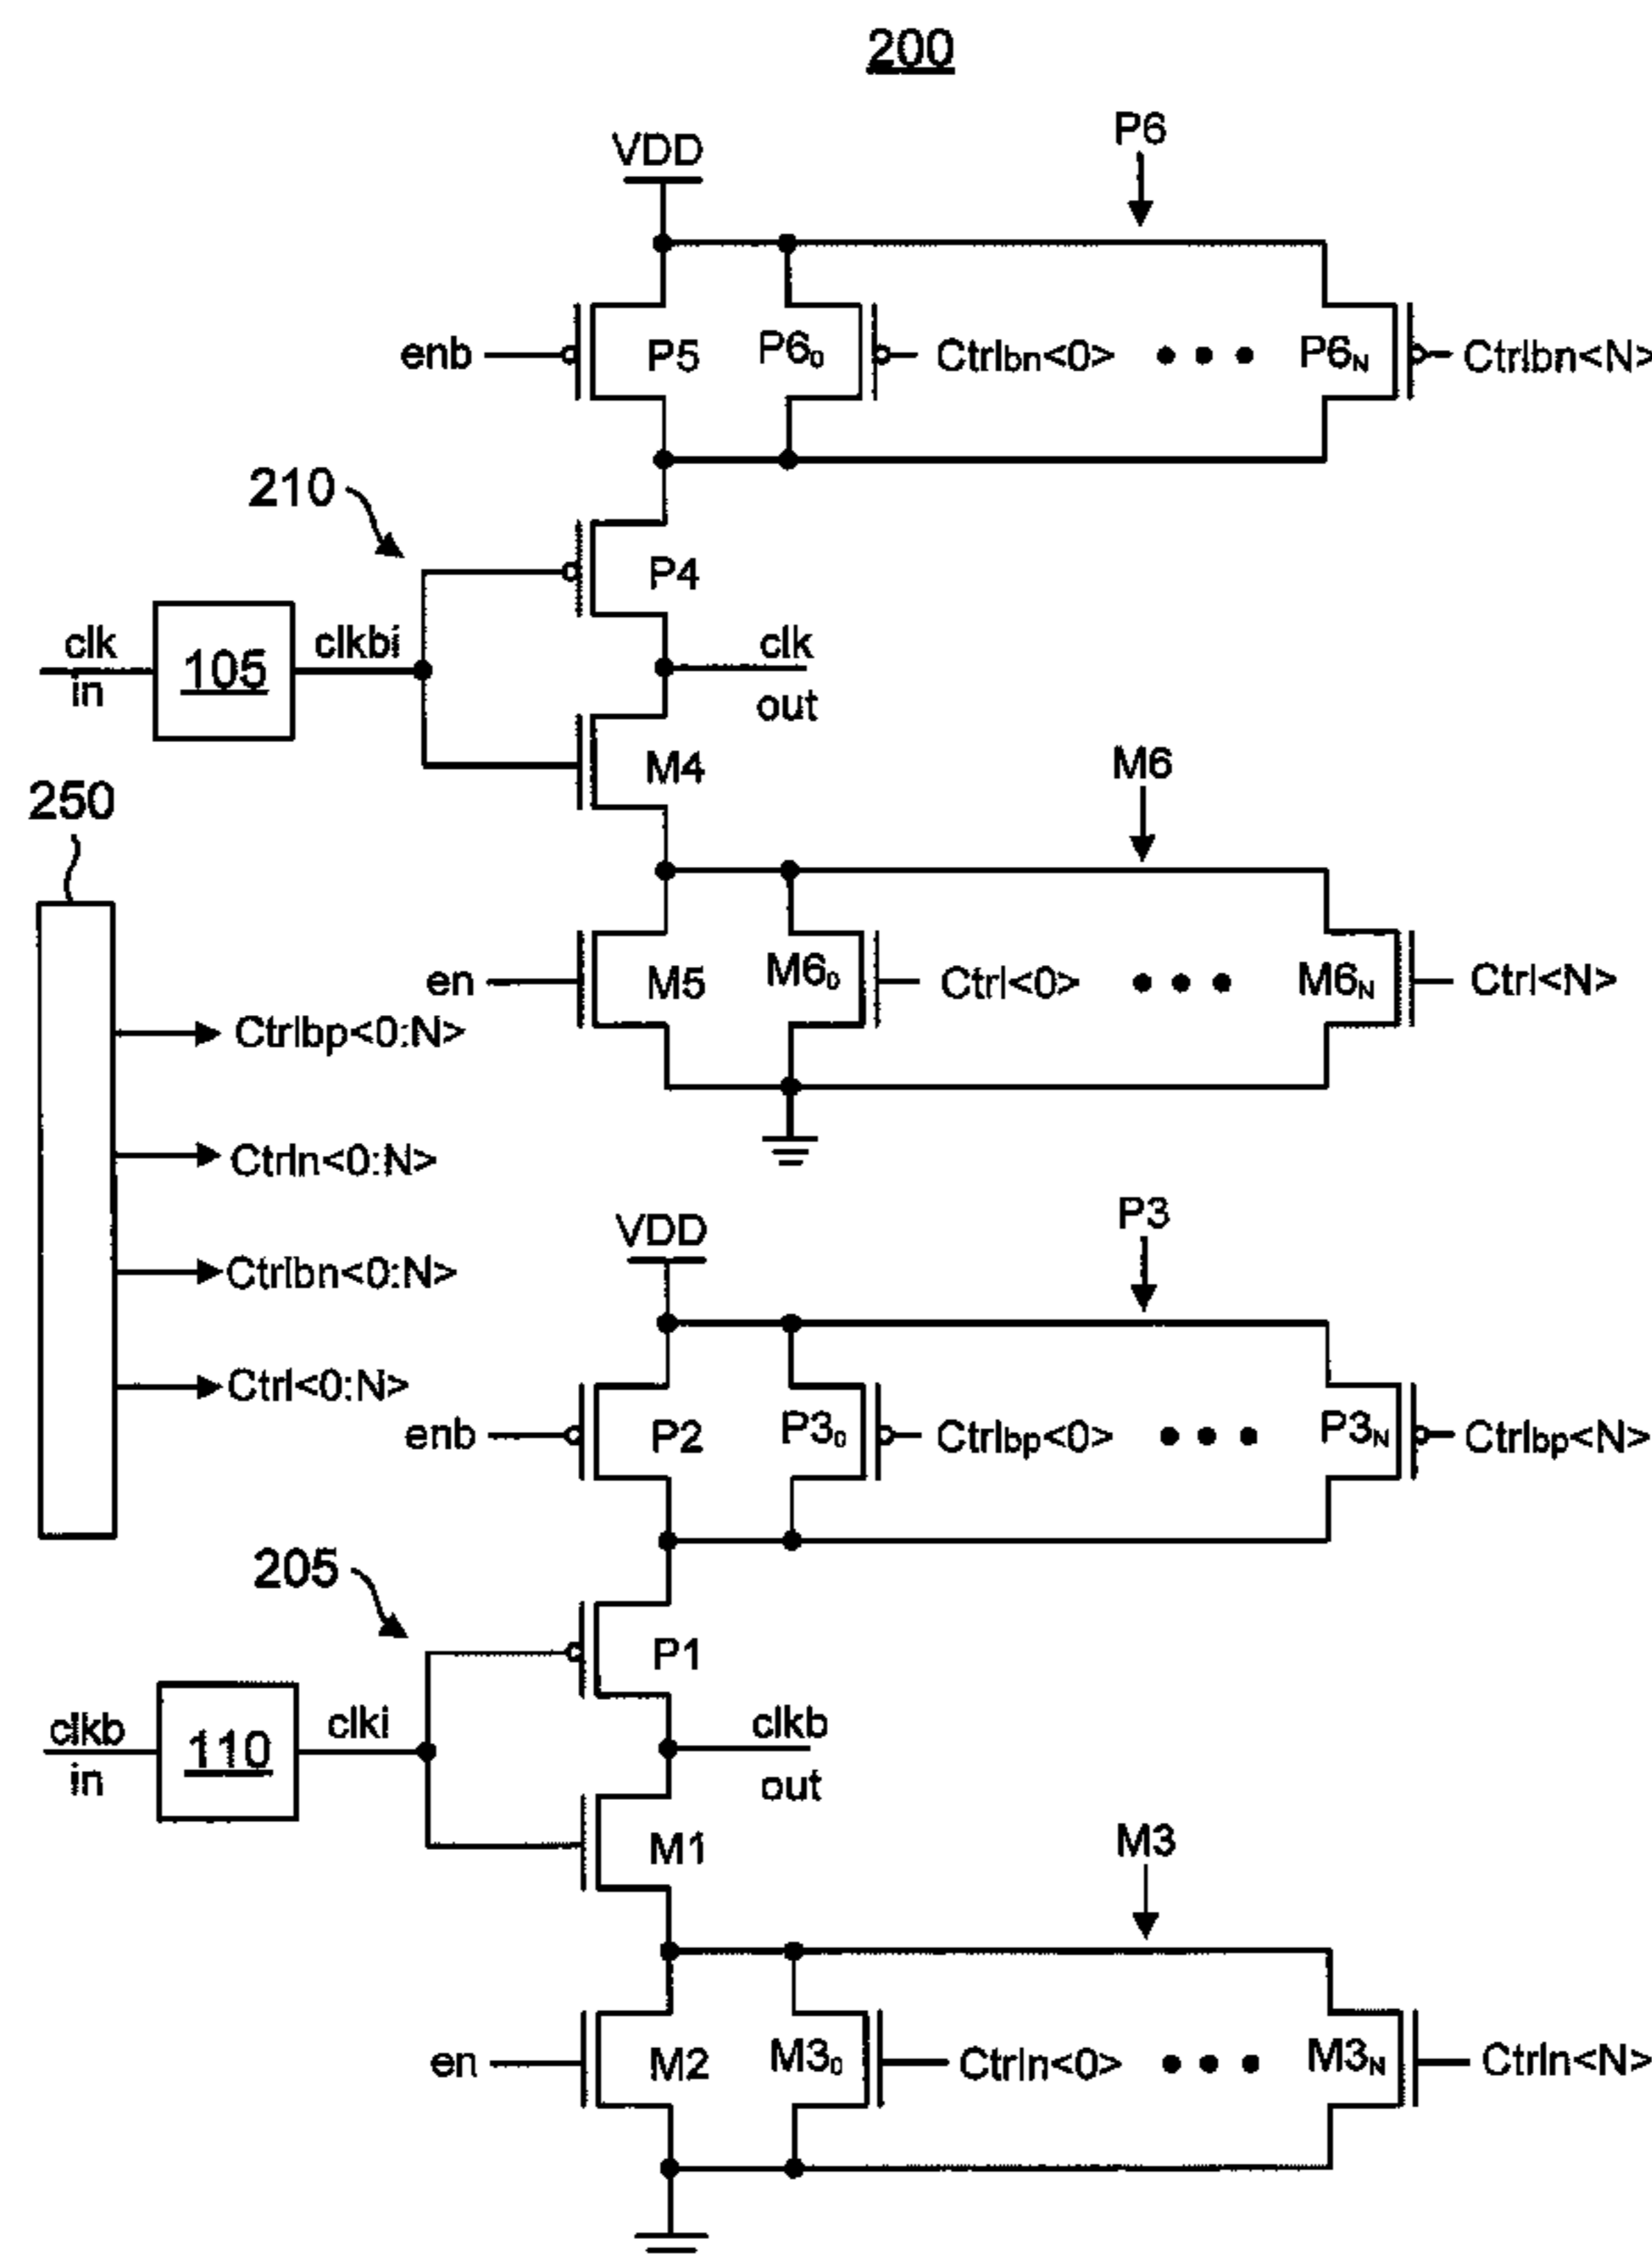 200
P6
VDD
enb P5 P60 Ctrlbn<0> • • • P6N Ctrlbn<N>
210
P4
clk in 105 clkbi clk out
M4
M6
250
en M5 M60 Ctrl<0> • • • M6N Ctrl<N>
Ctrlbp<0:N>
Ctrln<0:N>
P3
VDD
Ctrlbn<0:N>
Ctrl<0:N>
enb P2 P30 Ctrlbp<0> • • • P3N Ctrlbp<N>
205
P1
clkb in 110 clki clkb out
M1
M3
en M2 M30 Ctrln<0> • • • M3N Ctrln<N>